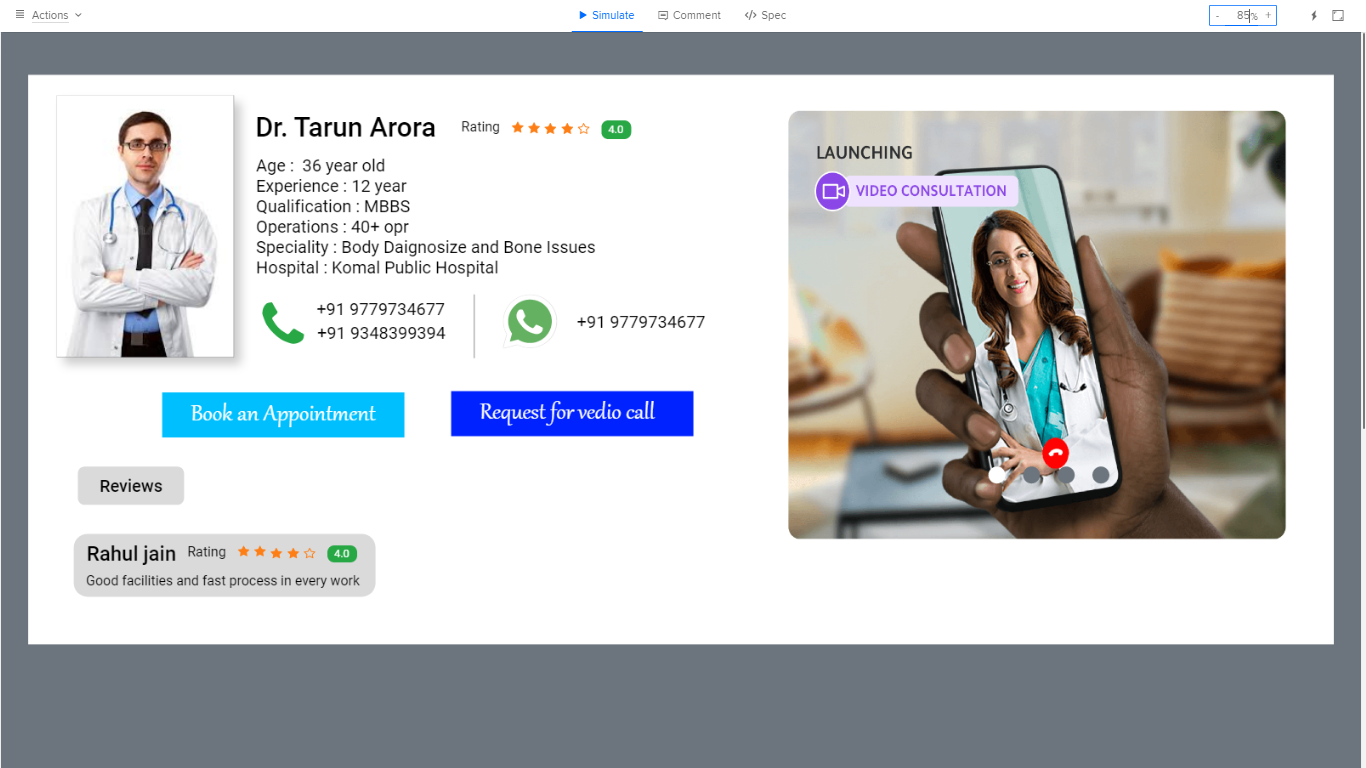 Actions
Simulate
Comment
</> Spec
- 85% +
Dr. Tarun Arora
Rating
4.0
Age : 36 year old
Experience : 12 year
Qualification : MBBS
Operations : 40+ opr
Speciality : Body Daignosize and Bone Issues
Hospital : Komal Public Hospital
+91 9779734677
+91 9348399394
+91 9779734677
Book an Appointment
Request for vedio call
Reviews
Rahul jain
Rating
4.0
Good facilities and fast process in every work
LAUNCHING
VIDEO CONSULTATION